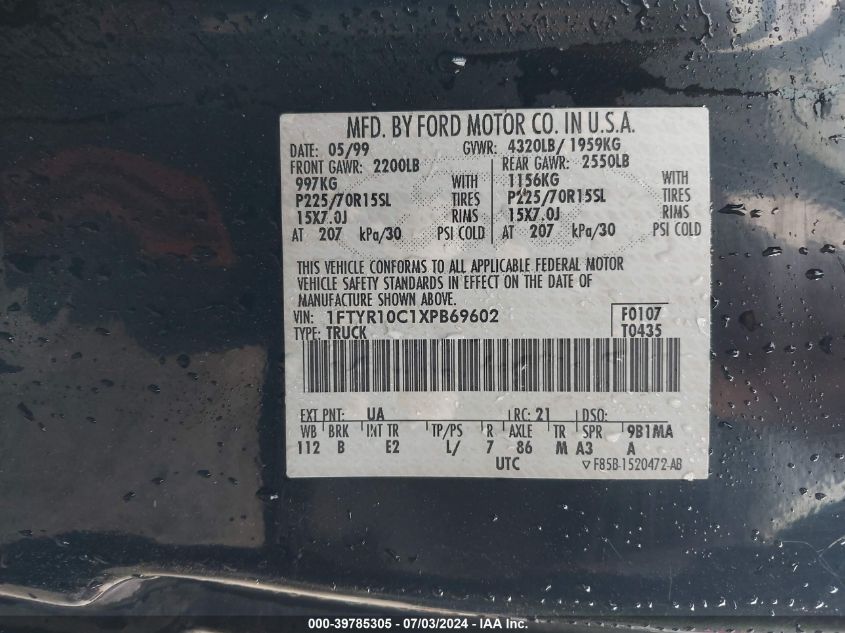 MFD. BY FORD MOTOR CO. IN U.S.A.
DATE: 05/99 GVWR: 4320LB/ 1959KG
FRONT GAWR: 2200LB REAR GAWR: 2550LB
997KG WITH 1156KG WITH
P225/70R15SL TIRES P225/70R15SL TIRES
15X7.0J RIMS 15X7.0J RIMS
AT 207 kPa/30 PSI COLD AT 207 kPa/30 PSI COLD
THIS VEHICLE CONFORMS TO ALL APPLICABLE FEDERAL MOTOR
VEHICLE SAFETY STANDARDS IN EFFECT ON THE DATE OF
MANUFACTURE SHOWN ABOVE.
VIN: 1FTYR10C1XPB69602 F0107
TYPE: TRUCK T0435
EXT PNT: UA RC: 21 DSO:
WB BRK INT TR TP/PS R AXLE TR SPR 9B1MA
112 B E2 L/ 7 86 M A3 A
UTC ▽F85B-1520472-AB
000-39785305 - 07/03/2024 - IAA Inc.